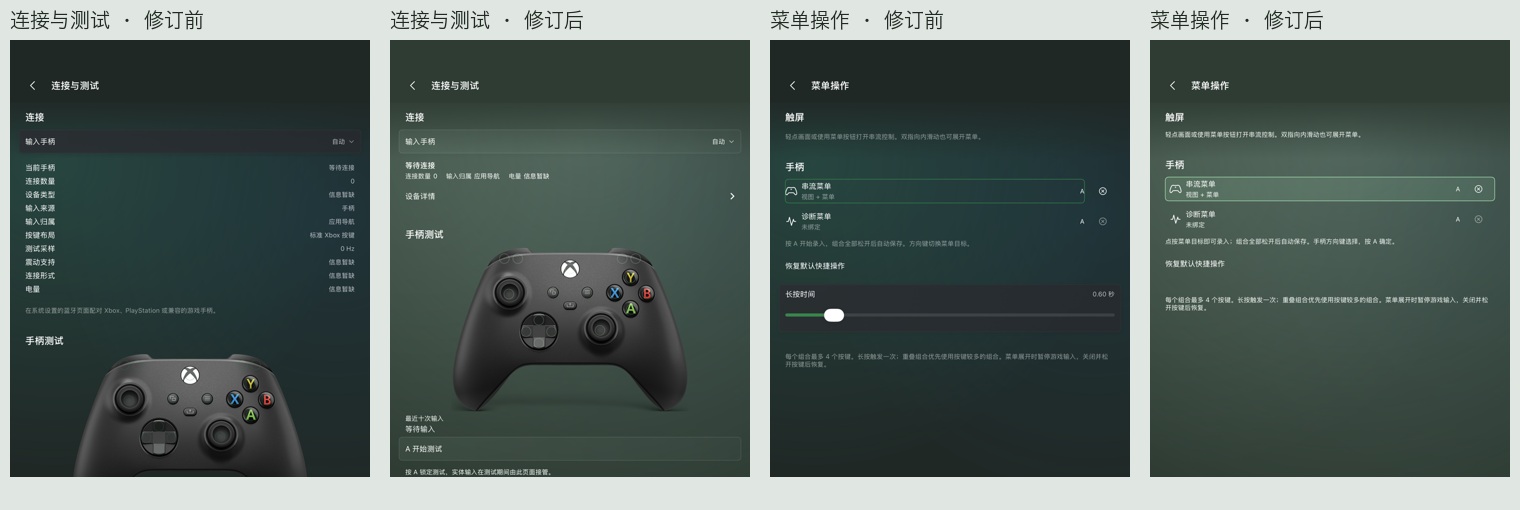 连接与测试 · 修订前
连接与测试
连接
输入手柄 自动
当前手柄 等待连接
连接数量 0
设备类型 信息暂缺
输入来源 手柄
输入归属 应用导航
按键布局 标准 Xbox 按键
测试采样 0 Hz
震动支持 信息暂缺
连接形式 信息暂缺
电量 信息暂缺
在系统设置的蓝牙页面配对 Xbox、PlayStation 或兼容的游戏手柄。
手柄测试
Y
X B
A
连接与测试 · 修订后
连接与测试
连接
输入手柄 自动
等待连接
连接数量 0 输入归属 应用导航 电量 信息暂缺
设备详情
手柄测试
Y
X B
A
最近十次输入
等待输入
A 开始测试
按 A 锁定测试，实体输入在测试期间由此页面接管。
菜单操作 · 修订前
菜单操作
触屏
轻点画面或使用菜单按钮打开串流控制。双指向内滑动也可展开菜单。
手柄
串流菜单 A
视图 + 菜单
诊断菜单 A
未绑定
按 A 开始录入，组合全部松开后自动保存。方向键切换菜单目标。
恢复默认快捷操作
长按时间 0.60 秒
每个组合最多 4 个按键。长按触发一次；重叠组合优先使用按键较多的组合。菜单展开时暂停游戏输入，关闭并松
开按键后恢复。
菜单操作 · 修订后
菜单操作
触屏
轻点画面或使用菜单按钮打开串流控制。双指向内滑动也可展开菜单。
手柄
串流菜单 A
视图 + 菜单
诊断菜单 A
未绑定
点按菜单目标即可录入；组合全部松开后自动保存。手柄方向键选择，按 A 确定。
恢复默认快捷操作
每个组合最多 4 个按键。长按触发一次；重叠组合优先使用按键较多的组合。菜单展开时暂停游戏输入，关闭并松
开按键后恢复。